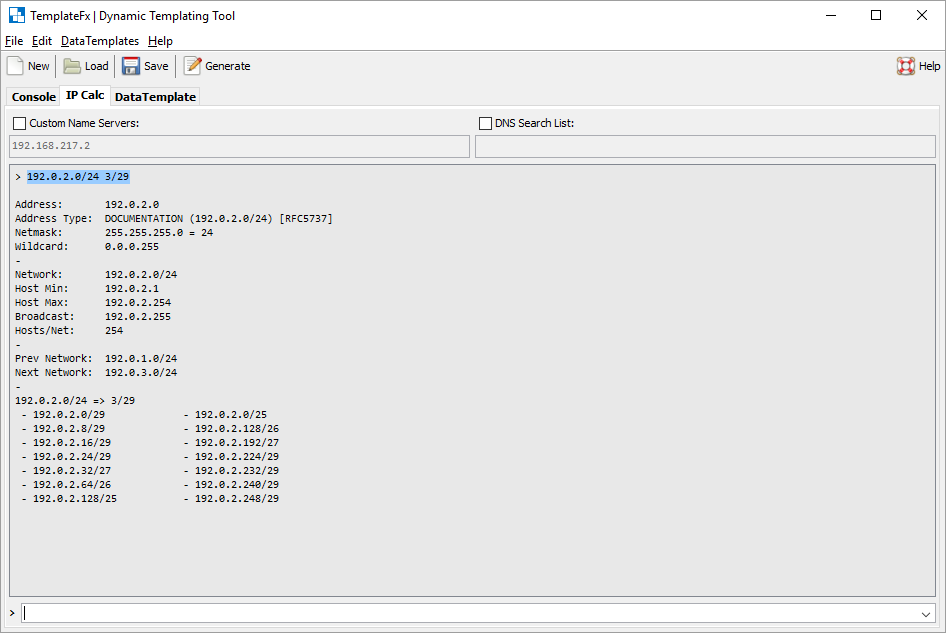 TemplateFx | Dynamic Templating Tool
File Edit DataTemplates Help
New Load Save Generate Help
Console IP Calc DataTemplate
Custom Name Servers: DNS Search List:
192.168.217.2
> 192.0.2.0/24 3/29
Address: 192.0.2.0
Address Type: DOCUMENTATION (192.0.2.0/24) [RFC5737]
Netmask: 255.255.255.0 = 24
Wildcard: 0.0.0.255
-
Network: 192.0.2.0/24
Host Min: 192.0.2.1
Host Max: 192.0.2.254
Broadcast: 192.0.2.255
Hosts/Net: 254
-
Prev Network: 192.0.1.0/24
Next Network: 192.0.3.0/24
-
192.0.2.0/24 => 3/29
- 192.0.2.0/29 - 192.0.2.0/25
- 192.0.2.8/29 - 192.0.2.128/26
- 192.0.2.16/29 - 192.0.2.192/27
- 192.0.2.24/29 - 192.0.2.224/29
- 192.0.2.32/27 - 192.0.2.232/29
- 192.0.2.64/26 - 192.0.2.240/29
- 192.0.2.128/25 - 192.0.2.248/29
>